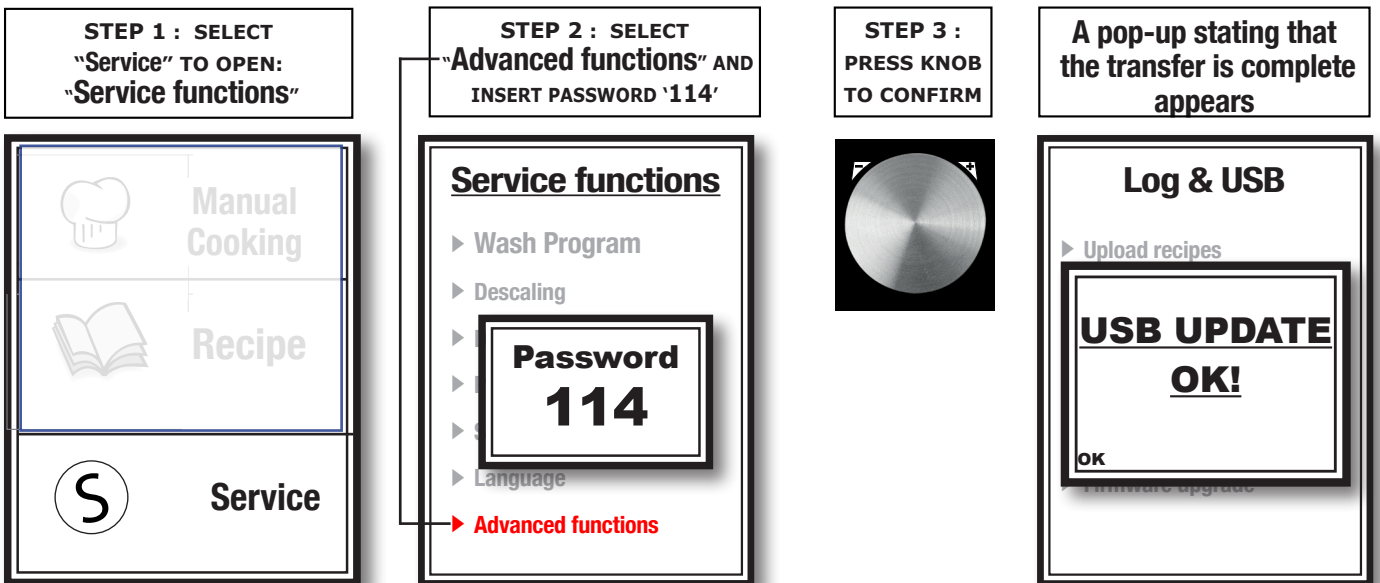 STEP 1 : SELECT
“Service” TO OPEN:
“Service functions”
Manual
Cooking
Recipe
S
Service
STEP 2 : SELECT
“Advanced functions” AND
INSERT PASSWORD ‘114’
Service functions
Wash Program
Descaling
Password
114
Language
Advanced functions
STEP 3 :
PRESS KNOB
TO CONFIRM
- +
A pop-up stating that
the transfer is complete
appears
Log & USB
Upload recipes
USB UPDATE
OK!
OK
Firmware upgrade